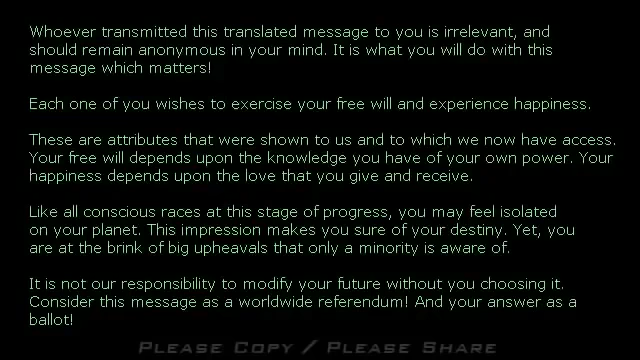 Whoever transmitted this translated message to you is irrelevant, and
should remain anonymous in your mind. It is what you will do with this
message which matters!
Each one of you wishes to exercise your free will and experience happiness.
These are attributes that were shown to us and to which we now have access.
Your free will depends upon the knowledge you have of your own power. Your
happiness depends upon the love that you give and receive.
Like all conscious races at this stage of progress, you may feel isolated
on your planet. This impression makes you sure of your destiny. Yet, you
are at the brink of big upheavals that only a minority is aware of.
It is not our responsibility to modify your future without you choosing it.
Consider this message as a worldwide referendum! And your answer as a
ballot!
Please Copy / Please Share